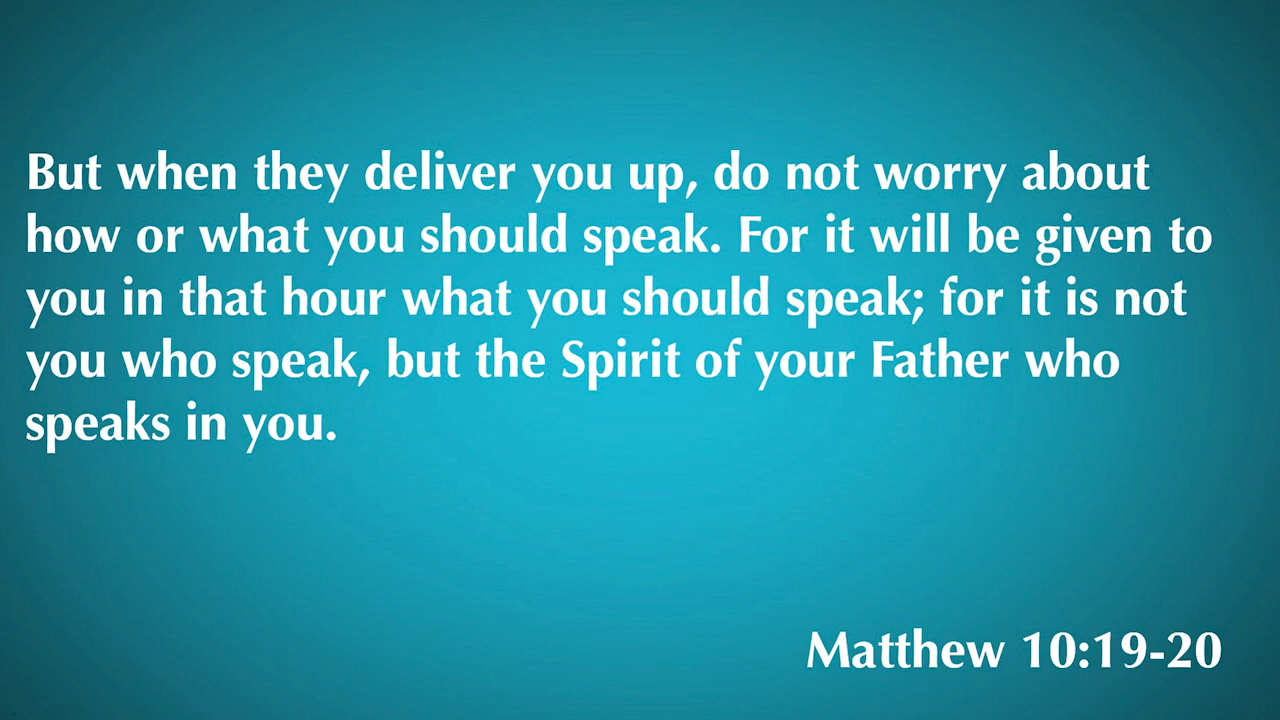 But when they deliver you up, do not worry about
how or what you should speak. For it will be given to
you in that hour what you should speak; for it is not
you who speak, but the Spirit of your Father who
speaks in you.
Matthew 10:19-20